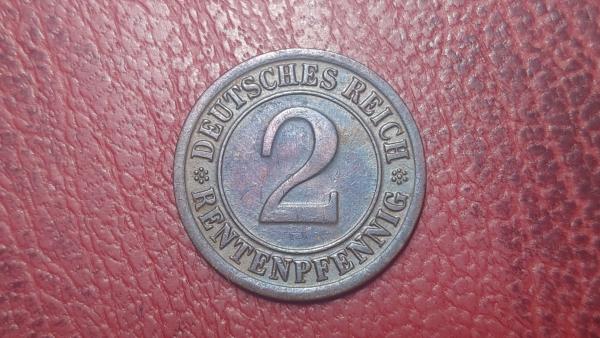 DEUTSCHES REICH
2
RENTENPFENNIG